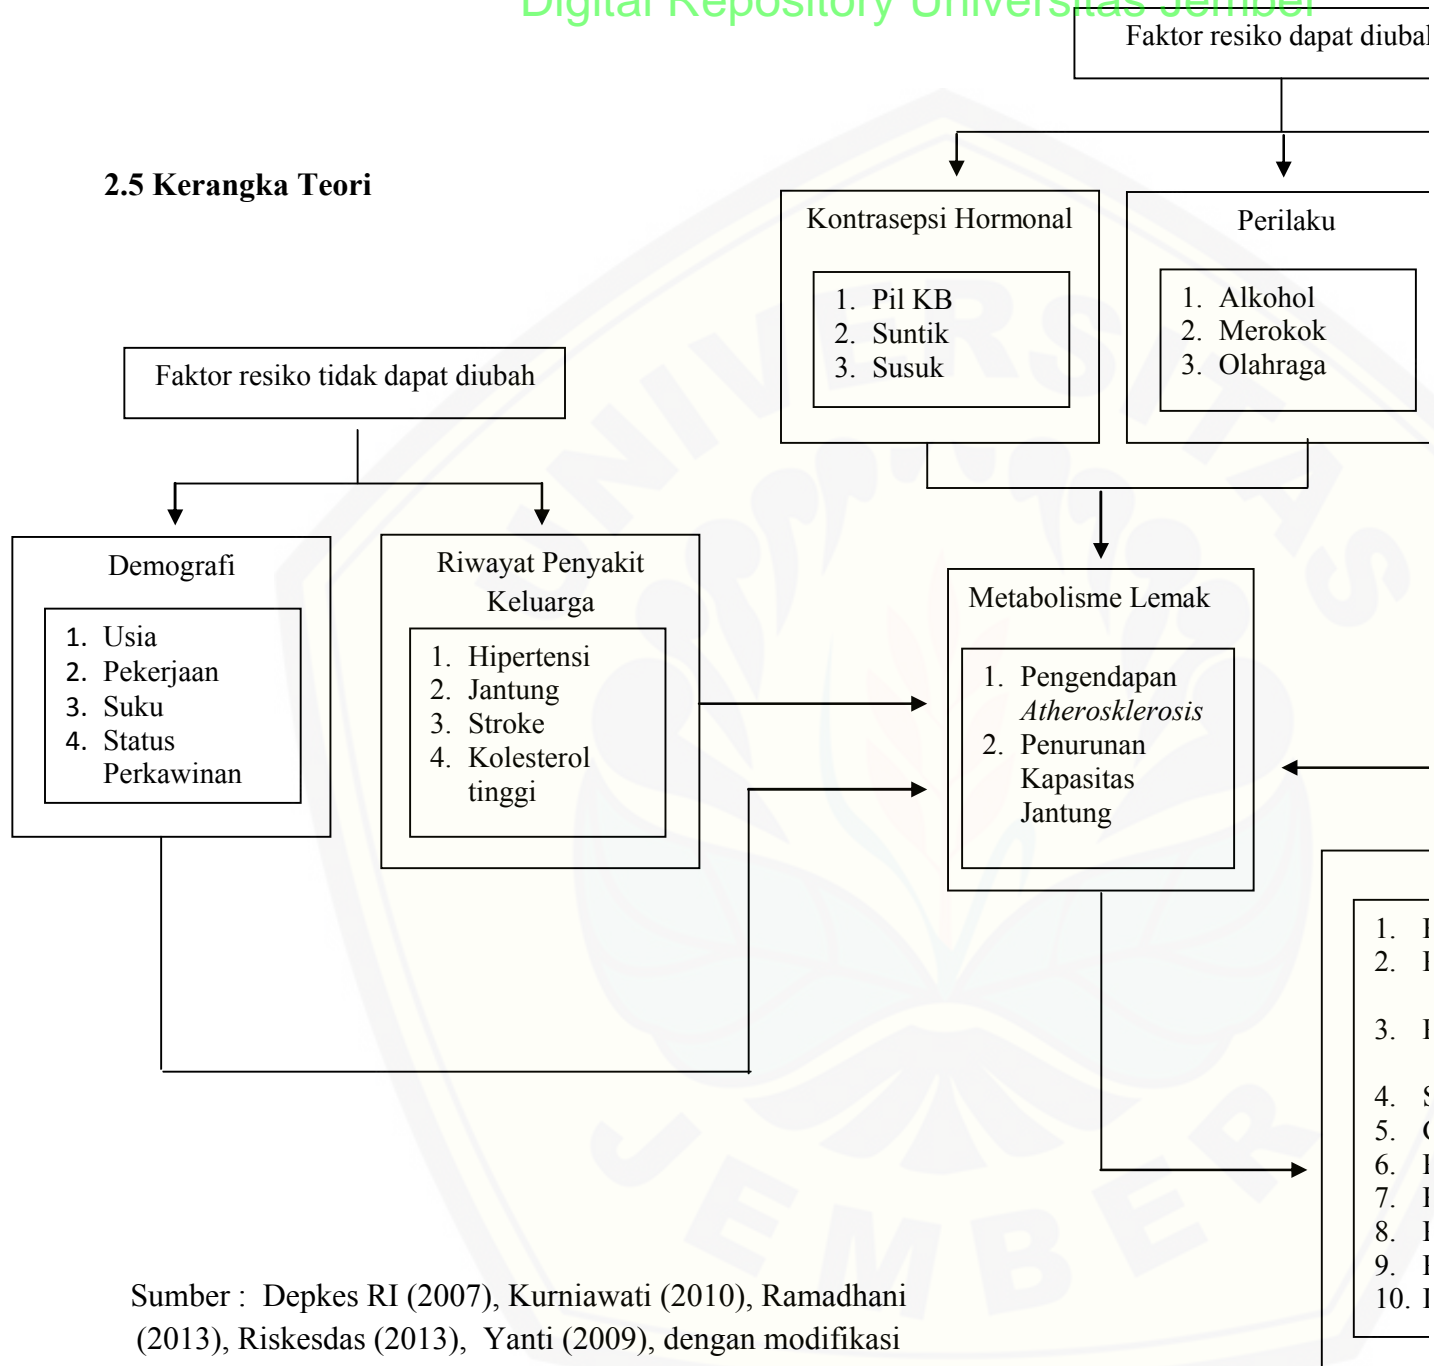 Digital Repository Universitas Jember
Faktor resiko dapat diubah
2.5 Kerangka Teori
Kontrasepsi Hormonal
1. Pil KB
2. Suntik
3. Susuk
Perilaku
1. Alkohol
2. Merokok
3. Olahraga
Faktor resiko tidak dapat diubah
Demografi
1. Usia
2. Pekerjaan
3. Suku
4. Status
Perkawinan
Riwayat Penyakit
Keluarga
1. Hipertensi
2. Jantung
3. Stroke
4. Kolesterol
tinggi
Metabolisme Lemak
1. Pengendapan
Atherosklerosis
2. Penurunan
Kapasitas
Jantung
1.
2.
3.
4.
5.
6.
7.
8.
9.
10.
UNIVERSITAS
JEMBER
Sumber : Depkes RI (2007), Kurniawati (2010), Ramadhani
(2013), Riskesdas (2013), Yanti (2009), dengan modifikasi